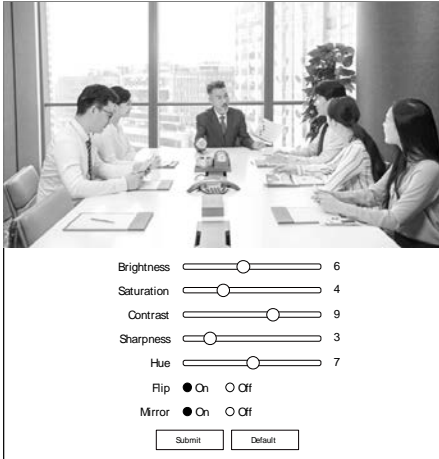 Brightness 6
Saturation 4
Contrast 9
Sharpness 3
Hue 7
Flip On Off
Mirror On Off
Submit Default